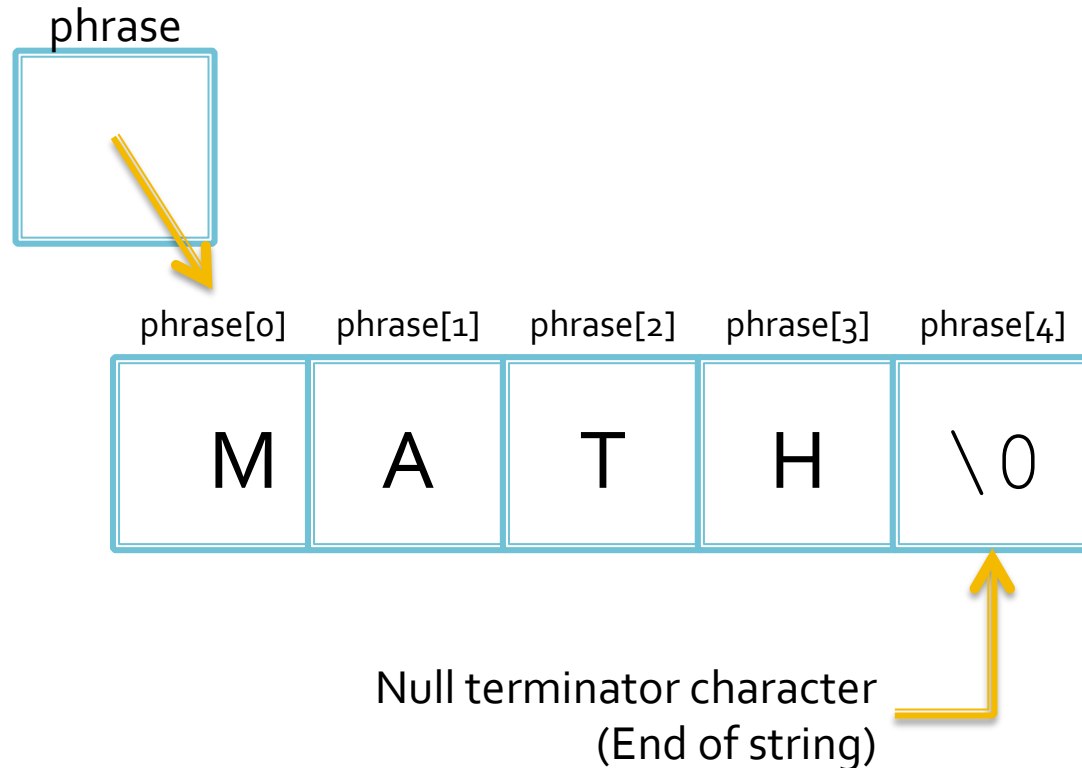 phrase
phrase[0] phrase[1] phrase[2] phrase[3] phrase[4]
M A T H \0
Null terminator character
(End of string)